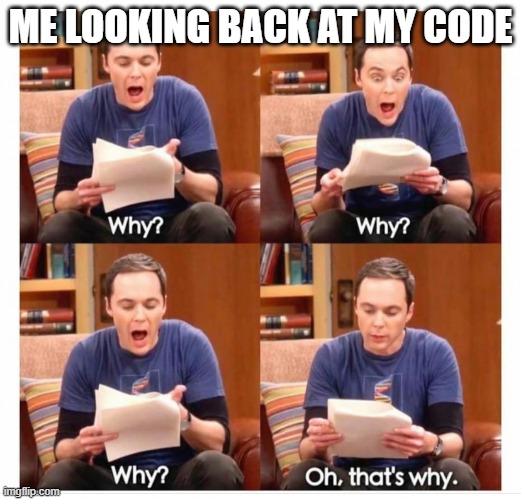 ME LOOKING BACK AT MY CODE
Why?
Why?
Why?
Oh, that's why.
imgflip.com